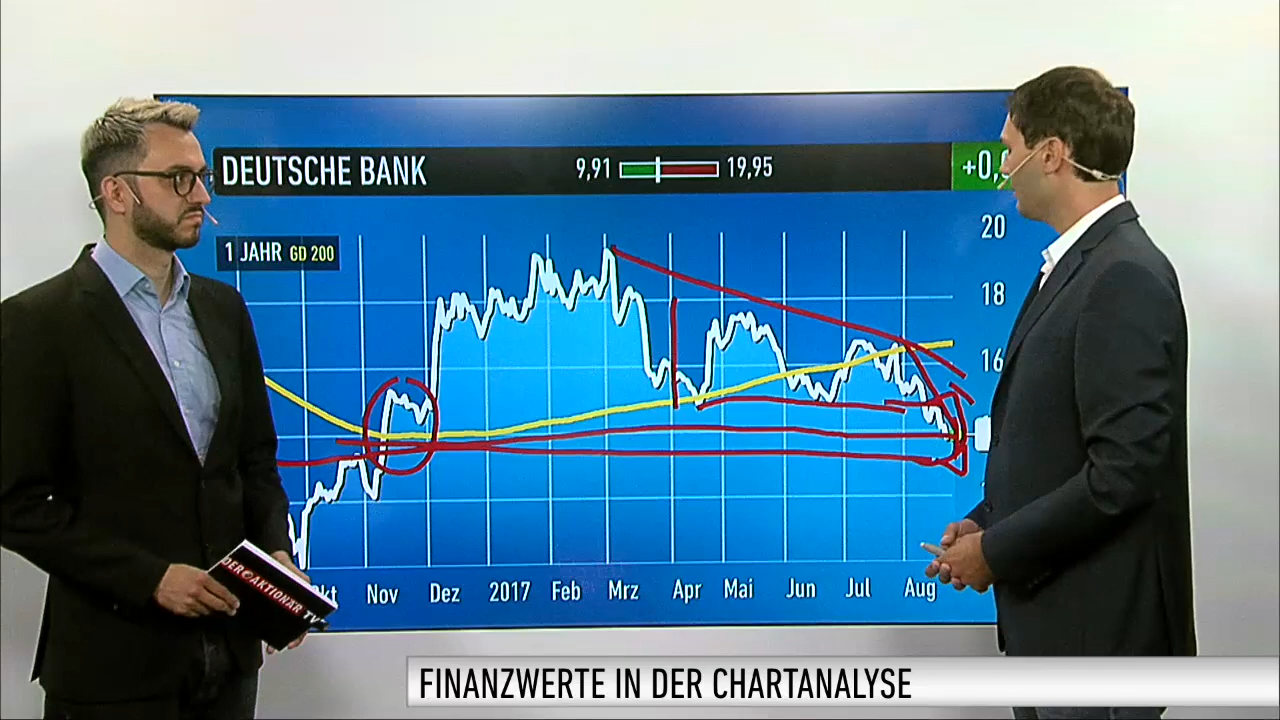 DEUTSCHE BANK
9,91
19,95
1 JAHR GD 200
20
18
16
Nov Dez 2017 Feb Mrz Apr Mai Jun Jul Aug
DER AKTIONÄR TV
FINANZWERTE IN DER CHARTANALYSE